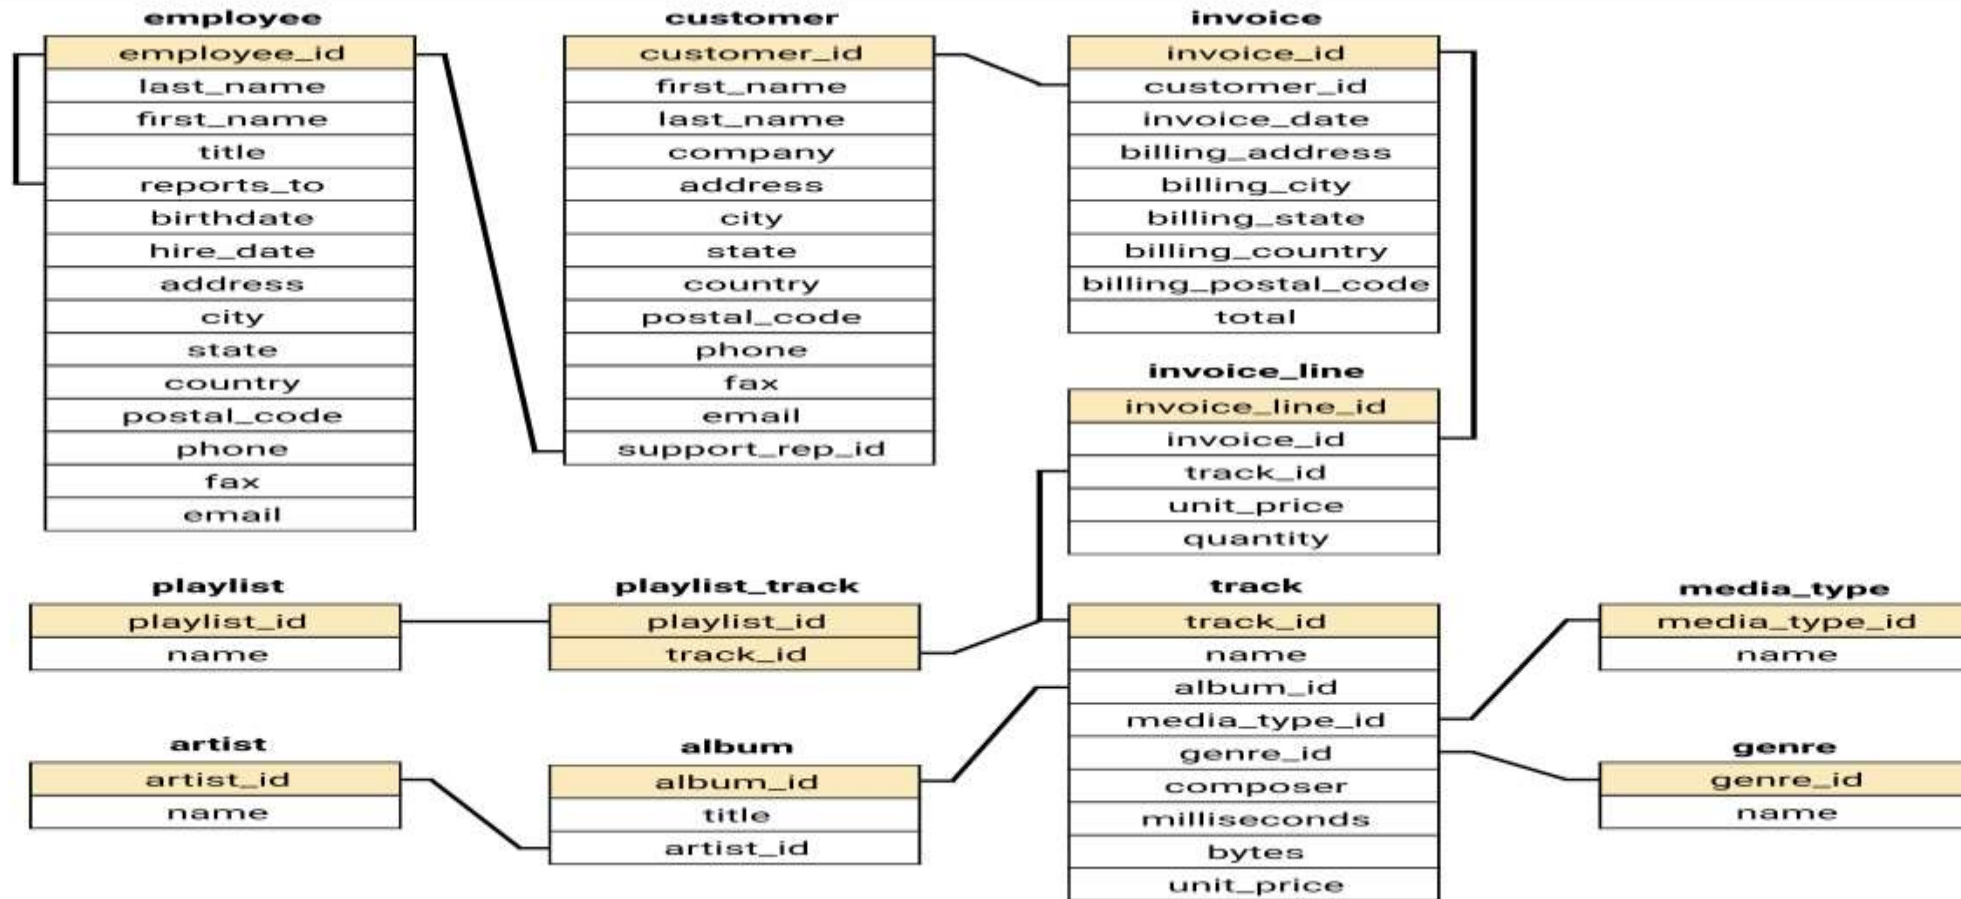 employee
employee_id
last_name
first_name
title
reports_to
birthdate
hire_date
address
city
state
country
postal_code
phone
fax
email
customer
customer_id
first_name
last_name
company
address
city
state
country
postal_code
phone
fax
email
support_rep_id
invoice
invoice_id
customer_id
invoice_date
billing_address
billing_city
billing_state
billing_country
billing_postal_code
total
invoice_line
invoice_line_id
invoice_id
track_id
unit_price
quantity
playlist
playlist_id
name
playlist_track
playlist_id
track_id
track
track_id
name
album_id
media_type_id
genre_id
composer
milliseconds
bytes
unit_price
media_type
media_type_id
name
artist
artist_id
name
album
album_id
title
artist_id
genre
genre_id
name